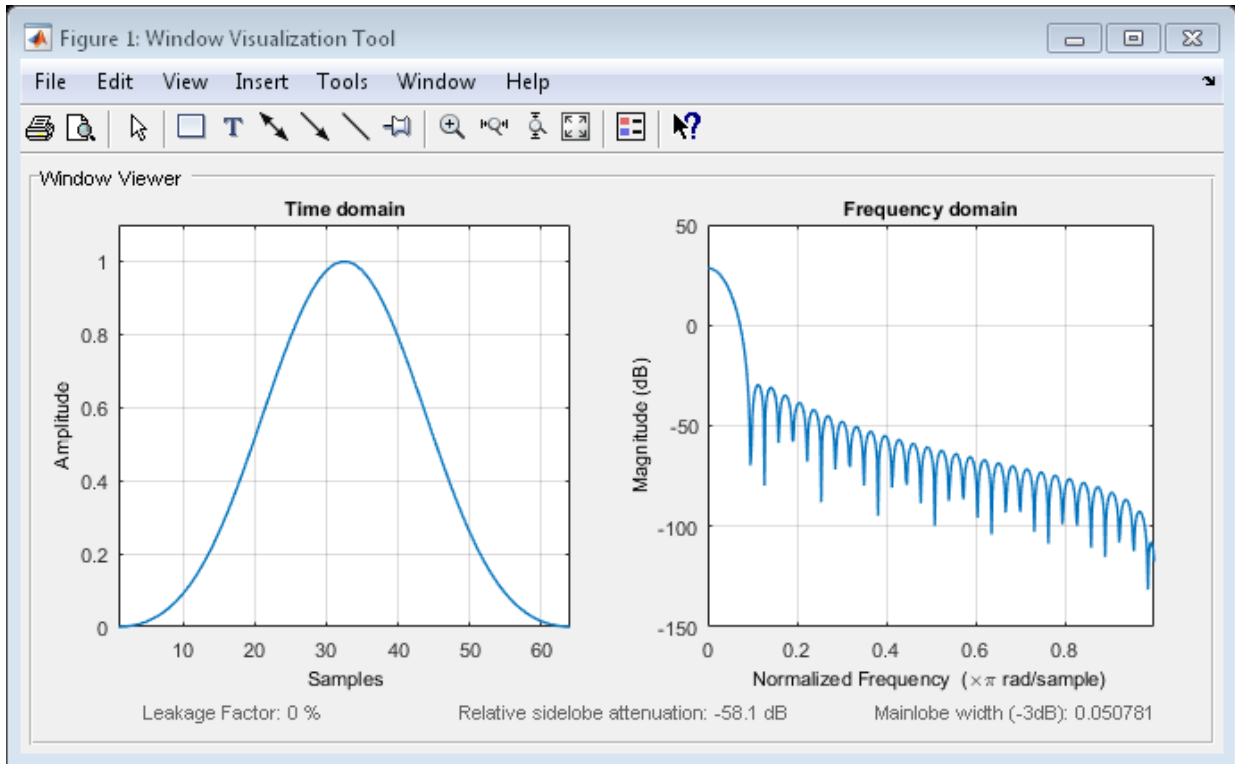 Figure 1: Window Visualization Tool
File Edit View Insert Tools Window Help
T
?
Window Viewer
Time domain
1
0.8
0.6
0.4
0.2
0
Amplitude
10 20 30 40 50 60
Samples
Frequency domain
50
0
-50
-100
-150
Magnitude (dB)
0 0.2 0.4 0.6 0.8
Normalized Frequency (×π rad/sample)
Leakage Factor: 0 % Relative sidelobe attenuation: -58.1 dB Mainlobe width (-3dB): 0.050781